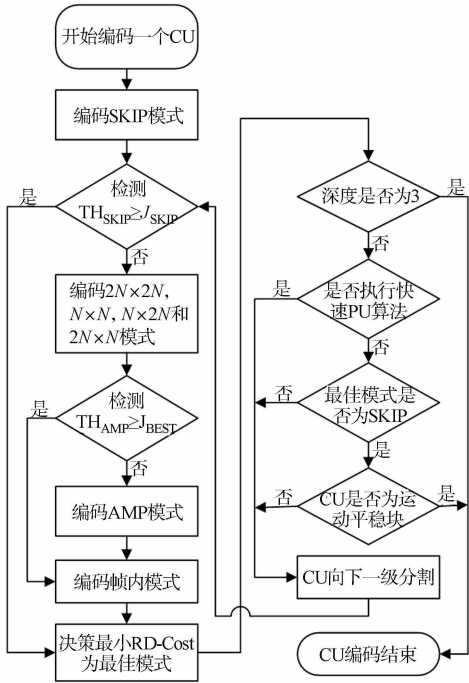 开始编码一个CU
编码SKIP模式
是
检测
TH_SKIP≥J_SKIP
否
编码2N×2N,
N×N, N×2N和
2N×N模式
是
检测
TH_AMP≥J_BEST
否
编码AMP模式
编码帧内模式
决策最小RD-Cost
为最佳模式
深度是否为3
是
否
是
是否执行快
速PU算法
否
否
最佳模式是
否为SKIP
是
否
CU是否为运
动平稳块
是
CU向下一级分割
CU编码结束